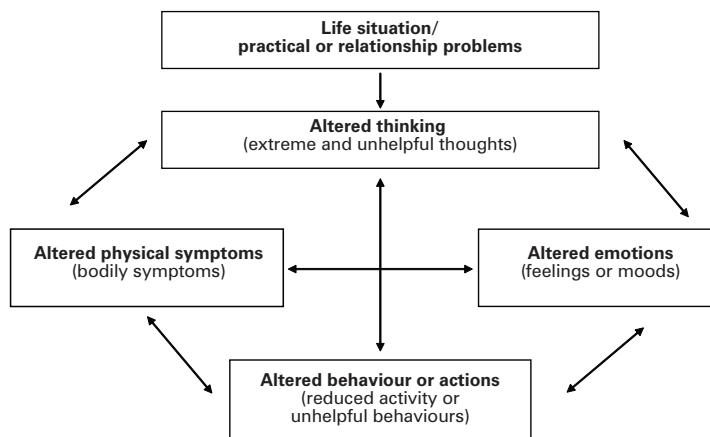 Life situation/
practical or relationship problems
Altered thinking
(extreme and unhelpful thoughts)
Altered physical symptoms
(bodily symptoms)
Altered emotions
(feelings or moods)
Altered behaviour or actions
(reduced activity or
unhelpful behaviours)